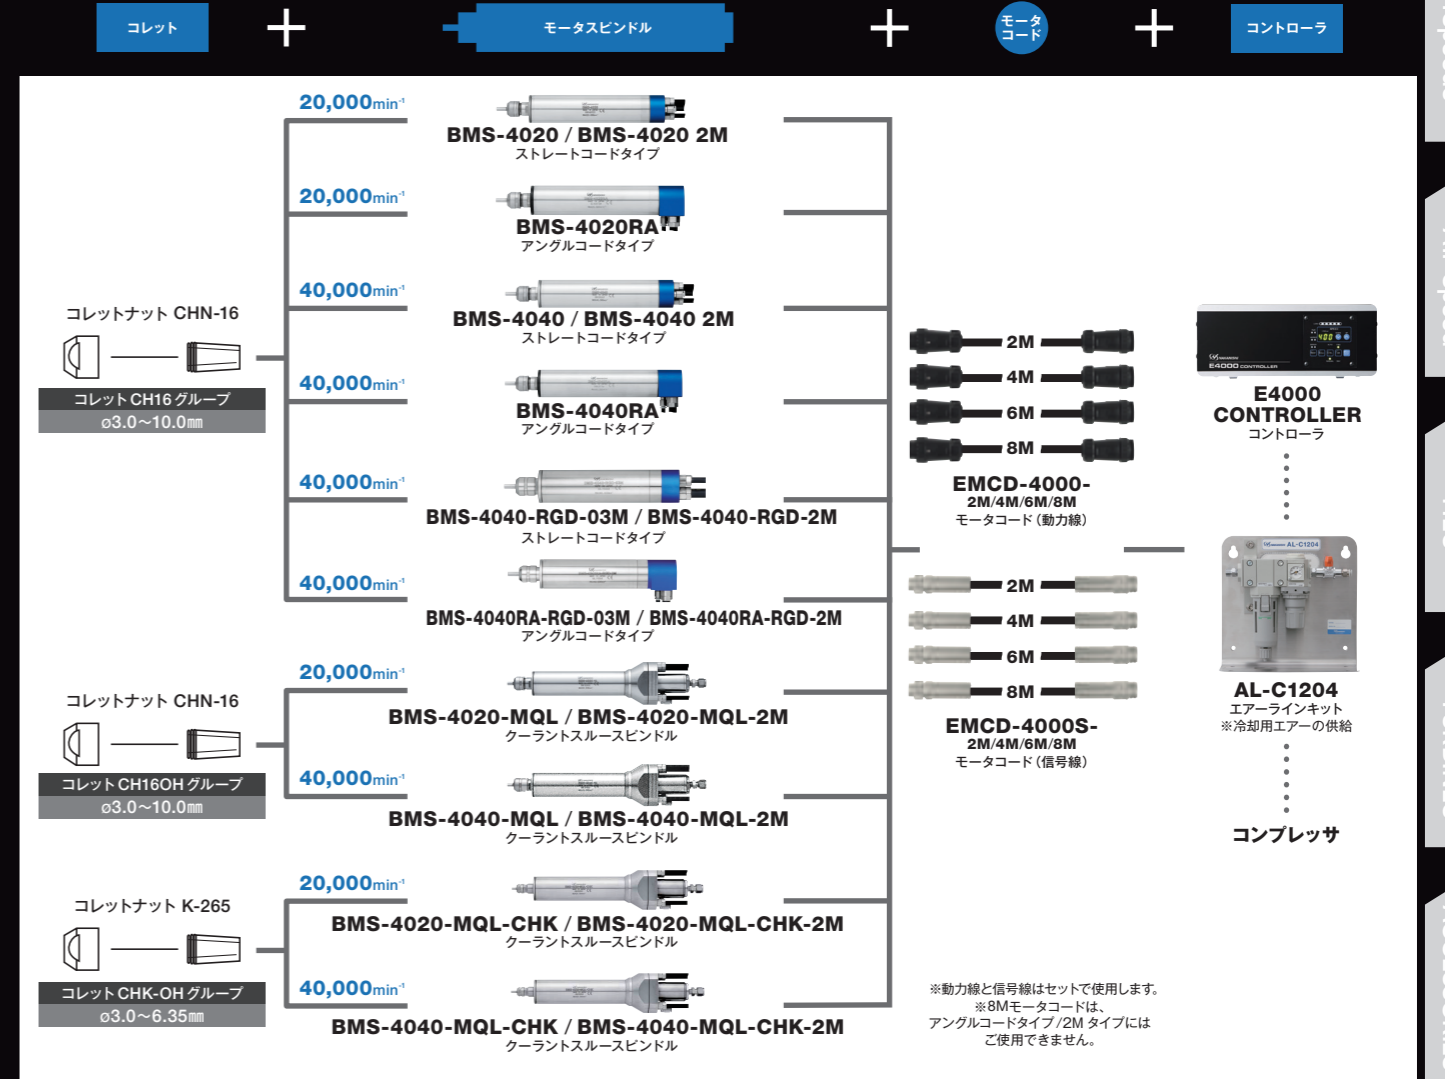 コレット
モータスピンドル
モータ
コード
コントローラ
コレットナット CHN-16
コレット CH16 グループ
ø3.0～10.0㎜
20,000min⁻¹
BMS-4020 / BMS-4020 2M
ストレートコードタイプ
20,000min⁻¹
BMS-4020RA
アングルコードタイプ
40,000min⁻¹
BMS-4040 / BMS-4040 2M
ストレートコードタイプ
40,000min⁻¹
BMS-4040RA
アングルコードタイプ
40,000min⁻¹
BMS-4040-RGD-03M / BMS-4040-RGD-2M
ストレートコードタイプ
40,000min⁻¹
BMS-4040RA-RGD-03M / BMS-4040RA-RGD-2M
アングルコードタイプ
コレットナット CHN-16
コレット CH16OH グループ
ø3.0～10.0㎜
20,000min⁻¹
BMS-4020-MQL / BMS-4020-MQL-2M
クーラントスルースピンドル
40,000min⁻¹
BMS-4040-MQL / BMS-4040-MQL-2M
クーラントスルースピンドル
コレットナット K-265
コレット CHK-OH グループ
ø3.0～6.35㎜
20,000min⁻¹
BMS-4020-MQL-CHK / BMS-4020-MQL-CHK-2M
クーラントスルースピンドル
40,000min⁻¹
BMS-4040-MQL-CHK / BMS-4040-MQL-CHK-2M
クーラントスルースピンドル
2M
4M
6M
8M
EMCD-4000-
2M/4M/6M/8M
モータコード（動力線）
2M
4M
6M
8M
EMCD-4000S-
2M/4M/6M/8M
モータコード（信号線）
※動力線と信号線はセットで使用します。
※8Mモータコードは、
アングルコードタイプ/2M タイプには
ご使用できません。
400
E4000 CONTROLLER
E4000
CONTROLLER
コントローラ
AL-C1204
AL-C1204
エアーラインキット
※冷却用エアーの供給
コンプレッサ